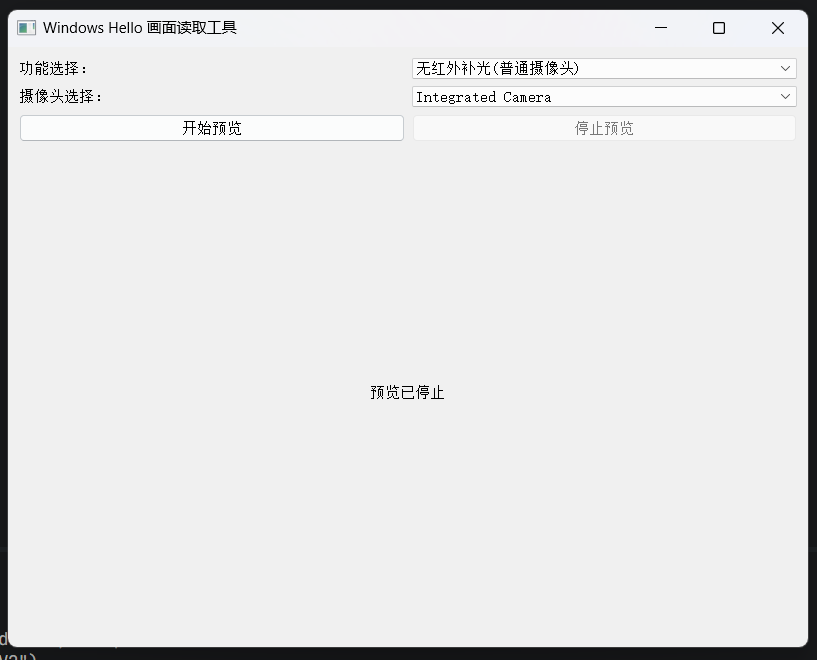 Windows Hello 画面读取工具
功能选择：
无红外补光(普通摄像头)
摄像头选择：
Integrated Camera
开始预览
停止预览
预览已停止